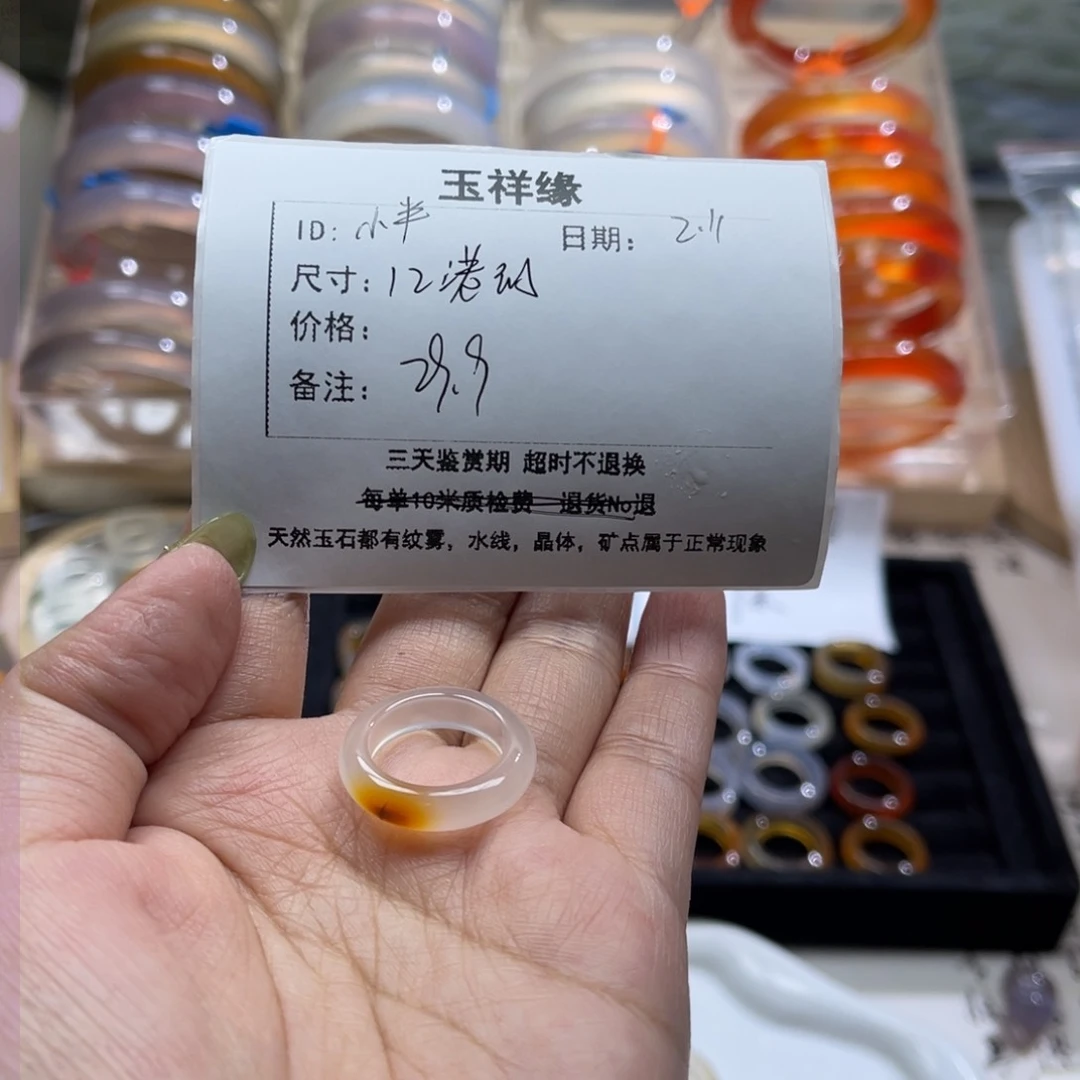 玉祥缘
ID: 小半 日期: 2.11
尺寸: 12港码
价格:
备注: 29.9
三天鉴赏期 超时不退换
每单10米质检费 退货No退
天然玉石都有纹雾, 水线, 晶体, 矿点属于正常现象